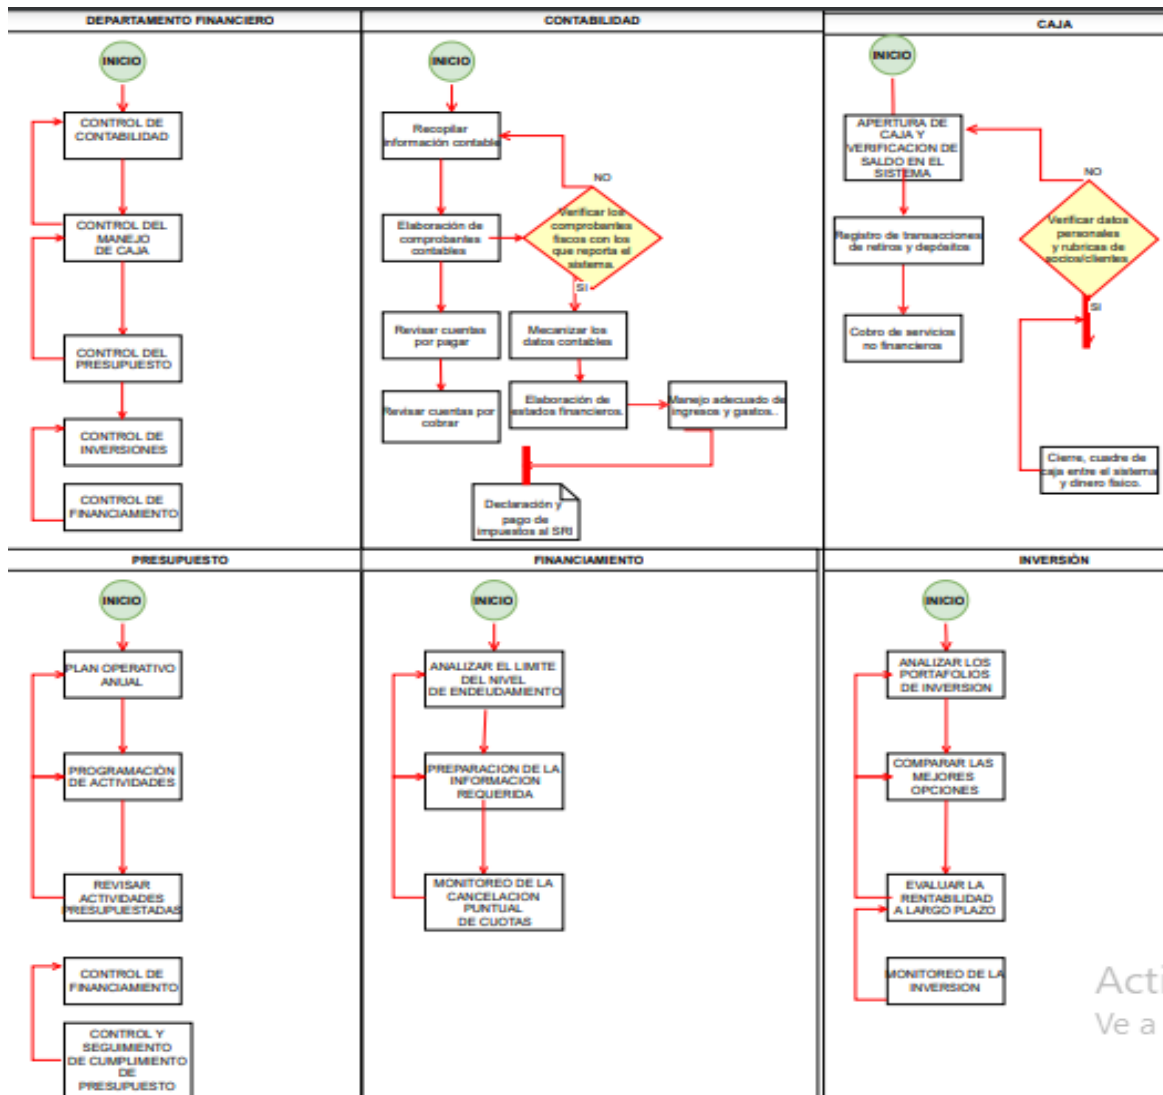 DEPARTAMENTO FINANCIERO
INICIO
CONTROL DE
CONTABILIDAD
CONTROL DEL
MANEJO
DE CAJA
CONTROL DEL
PRESUPUESTO
CONTROL DE
INVERSIONES
CONTROL DE
FINANCIAMIENTO
CONTABILIDAD
INICIO
Recopilar
información contable
NO
Elaboración de
comprobantes
contables
Verificar los
comprobantes
fiscos con los
que reporta el
sistema.
SI
Revisar cuentas
por pagar
Mecanizar los
datos contables
Revisar cuentas por
cobrar
Elaboración de
estados financieros.
Manejo adecuado de
ingresos y gastos..
Declaración y
pago de
impuestos al SRI
CAJA
INICIO
APERTURA DE
CAJA Y
VERIFICACION DE
SALDO EN EL
SISTEMA
NO
Registro de transacciones
de retiros y depósitos
Verificar datos
personales
y rubricas de
socios/clientes
SI
Cobro de servicios
no financieros
Cierre, cuadre de
caja entre el sistema
y dinero fisico.
PRESUPUESTO
INICIO
PLAN OPERATIVO
ANUAL
PROGRAMACIÓN
DE ACTIVIDADES
REVISAR
ACTIVIDADES
PRESUPUESTADAS
CONTROL DE
FINANCIAMIENTO
CONTROL Y
SEGUIMIENTO
DE CUMPLIMIENTO
DE
PRESUPUESTO
FINANCIAMIENTO
INICIO
ANALIZAR EL LIMITE
DEL NIVEL
DE ENDEUDAMIENTO
PREPARACION DE LA
INFORMACION
REQUERIDA
MONITOREO DE LA
CANCELACION
PUNTUAL
DE CUOTAS
INVERSIÓN
INICIO
ANALIZAR LOS
PORTAFOLIOS
DE INVERSION
COMPARAR LAS
MEJORES
OPCIONES
EVALUAR LA
RENTABILIDAD
A LARGO PLAZO
MONITOREO DE LA
INVERSION
Acti
Ve a